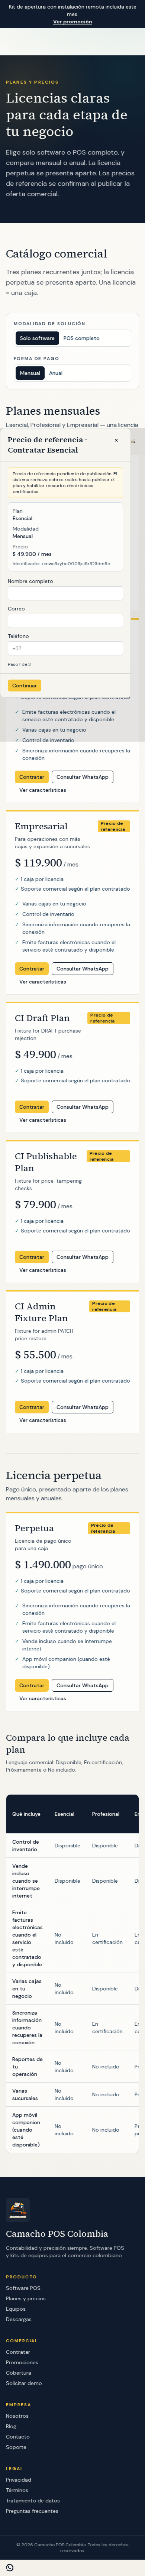 Kit de apertura con instalación remota incluida este
mes
Ver promoción
PLANES Y PRECIOS
Licencias claras
para cada etapa de
tu negocio
Elige solo software o POS completo, y
compara mensual o anual. La licencia
perpetua es pago único. Los precios
de referencia se confirman al publicar la
oferta comercial.
Catálogo comercial
Tres planes recurrentes juntos; la licencia
perpetua se presenta aparte. Una licencia
= una caja.
MODALIDAD DE SOLUCIÓN
Solo software
POS completo
FORMA DE PAGO
Mensual
Anual
Planes mensuales
Esencial, Profesional y Empresarial — una licencia
Precio de referencia ·
Contratar Esencial
×
Precio de referencia pendiente de publicación. El
sistema rechaza cobros reales hasta publicar el
plan y habilitar recaudos electrónicos
certificados.
Plan
Esencial
Modalidad
Mensual
Precio
$ 49.900 / mes
Nombre completo
Correo
Teléfono
+57...
Paso 1 de 3
Continuar
Soporte comercial según el plan contratado
✓ Emite facturas electrónicas cuando el
servicio esté contratado y disponible
✓ Varias cajas en tu negocio
✓ Control de inventario
✓ Sincroniza información cuando recuperes la
conexión
Contratar
Consultar WhatsApp
Ver características
Empresarial
Precio de
referencia
Para operaciones con más
cajas y expansión a sucursales
$ 119.900 / mes
✓ 1 caja por licencia
✓ Soporte comercial según el plan contratado
✓ Varias cajas en tu negocio
✓ Control de inventario
✓ Sincroniza información cuando recuperes la
conexión
✓ Emite facturas electrónicas cuando el
servicio esté contratado y disponible
Contratar
Consultar WhatsApp
Ver características
CI Draft Plan
Precio de
referencia
Fixture for DRAFT purchase
rejection
$ 49.900 / mes
✓ 1 caja por licencia
✓ Soporte comercial según el plan contratado
Contratar
Consultar WhatsApp
Ver características
CI Publishable
Plan
Precio de
referencia
Fixture for price-tampering
checks
$ 79.900 / mes
✓ 1 caja por licencia
✓ Soporte comercial según el plan contratado
Contratar
Consultar WhatsApp
Ver características
CI Admin
Fixture Plan
Precio de
referencia
Fixture for admin PATCH
price restore
$ 55.500 / mes
✓ 1 caja por licencia
✓ Soporte comercial según el plan contratado
Contratar
Consultar WhatsApp
Ver características
Licencia perpetua
Pago único, presentado aparte de los planes
mensuales y anuales.
Perpetua
Precio de
referencia
Licencia de pago único
para una caja
$ 1.490.000 pago único
✓ 1 caja por licencia
✓ Soporte comercial según el plan contratado
✓ Sincroniza información cuando recuperes la
conexión
✓ Emite facturas electrónicas cuando el
servicio esté contratado y disponible
✓ Vende incluso cuando se interrumpe
internet
✓ App móvil companion (cuando esté
disponible)
Contratar
Consultar WhatsApp
Ver características
Compara lo que incluye cada
plan
Lenguaje comercial: Disponible, En certificación,
Próximamente o No incluido.
Qué incluye Esencial Profesional
Control de
inventario
Disponible Disponible
Vende
incluso
cuando se
interrumpe
internet
Disponible Disponible
Emite
facturas
electrónicas
cuando el
servicio
esté
contratado
y disponible
No
incluido
En
certificación
Varias cajas
en tu
negocio
No
incluido
Disponible
Sincroniza
información
cuando
recuperes la
conexión
No
incluido
En
certificación
Reportes de
tu
operación
No
incluido
No incluido
Varias
sucursales
No
incluido
No incluido
App móvil
companion
(cuando
esté
disponible)
No
incluido
No incluido
Camacho POS Colombia
Continuidad y precisión siempre. Software POS
y kits de equipos para el comercio colombiano.
PRODUCTO
Software POS
Planes y precios
Equipos
Descargas
COMERCIAL
Contratar
Promociones
Cobertura
Solicitar demo
EMPRESA
Nosotros
Blog
Contacto
Soporte
LEGAL
Privacidad
Términos
Tratamiento de datos
Preguntas frecuentes
© 2026 Camacho POS Colombia. Todos los derechos
reservados.